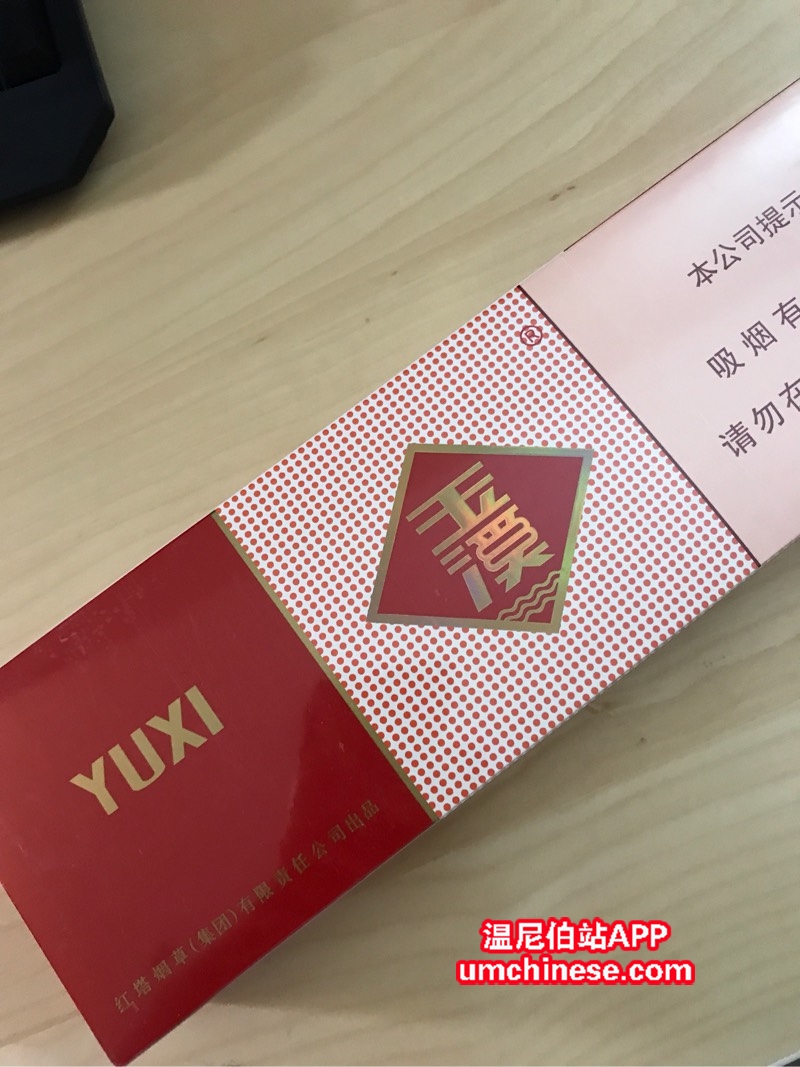 本公司提示
吸烟有
请勿在
®
玉溪
YUXI
红塔烟草(集团)有限责任公司出品
温尼伯站APP
umchinese.com